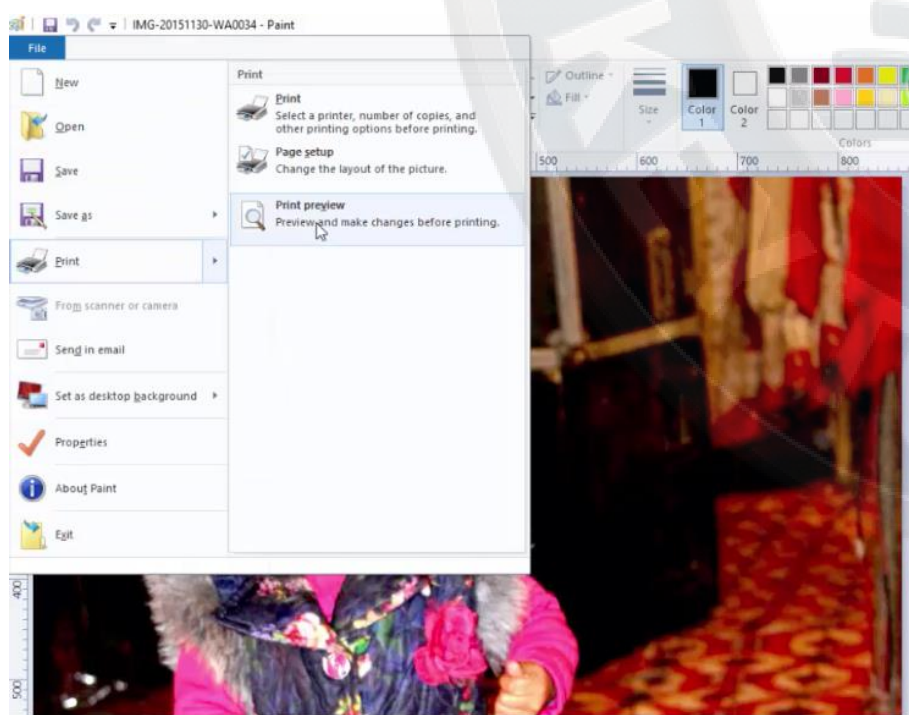 IMG-20151130-WA0034 - Paint
File
New
Open
Save
Save as
Print
From scanner or camera
Send in email
Set as desktop background
Properties
About Paint
Exit
Print
Print
Select a printer, number of copies, and
other printing options before printing.
Page setup
Change the layout of the picture.
Print preview
Preview and make changes before printing.
Outline
Fill
Size
Color
1
Color
2
Colors
500
600
700
800
400
500